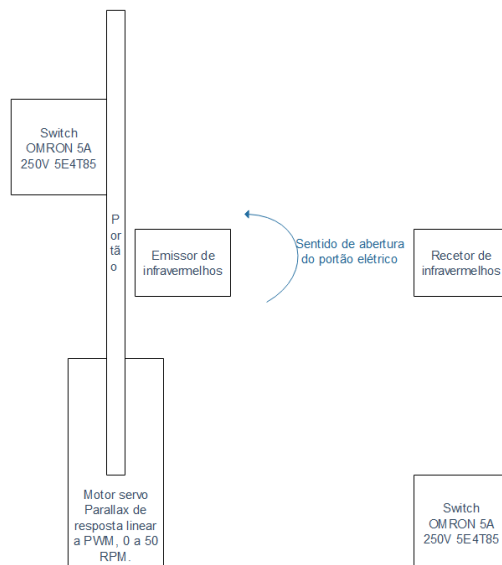 Switch
OMRON 5A
250V 5E4T85
P
or
tã
o
Emissor de
infravermelhos
Sentido de abertura
do portão elétrico
Recetor de
infravermelhos
Motor servo
Parallax de
resposta linear
a PWM, 0 a 50
RPM.
Switch
OMRON 5A
250V 5E4T85